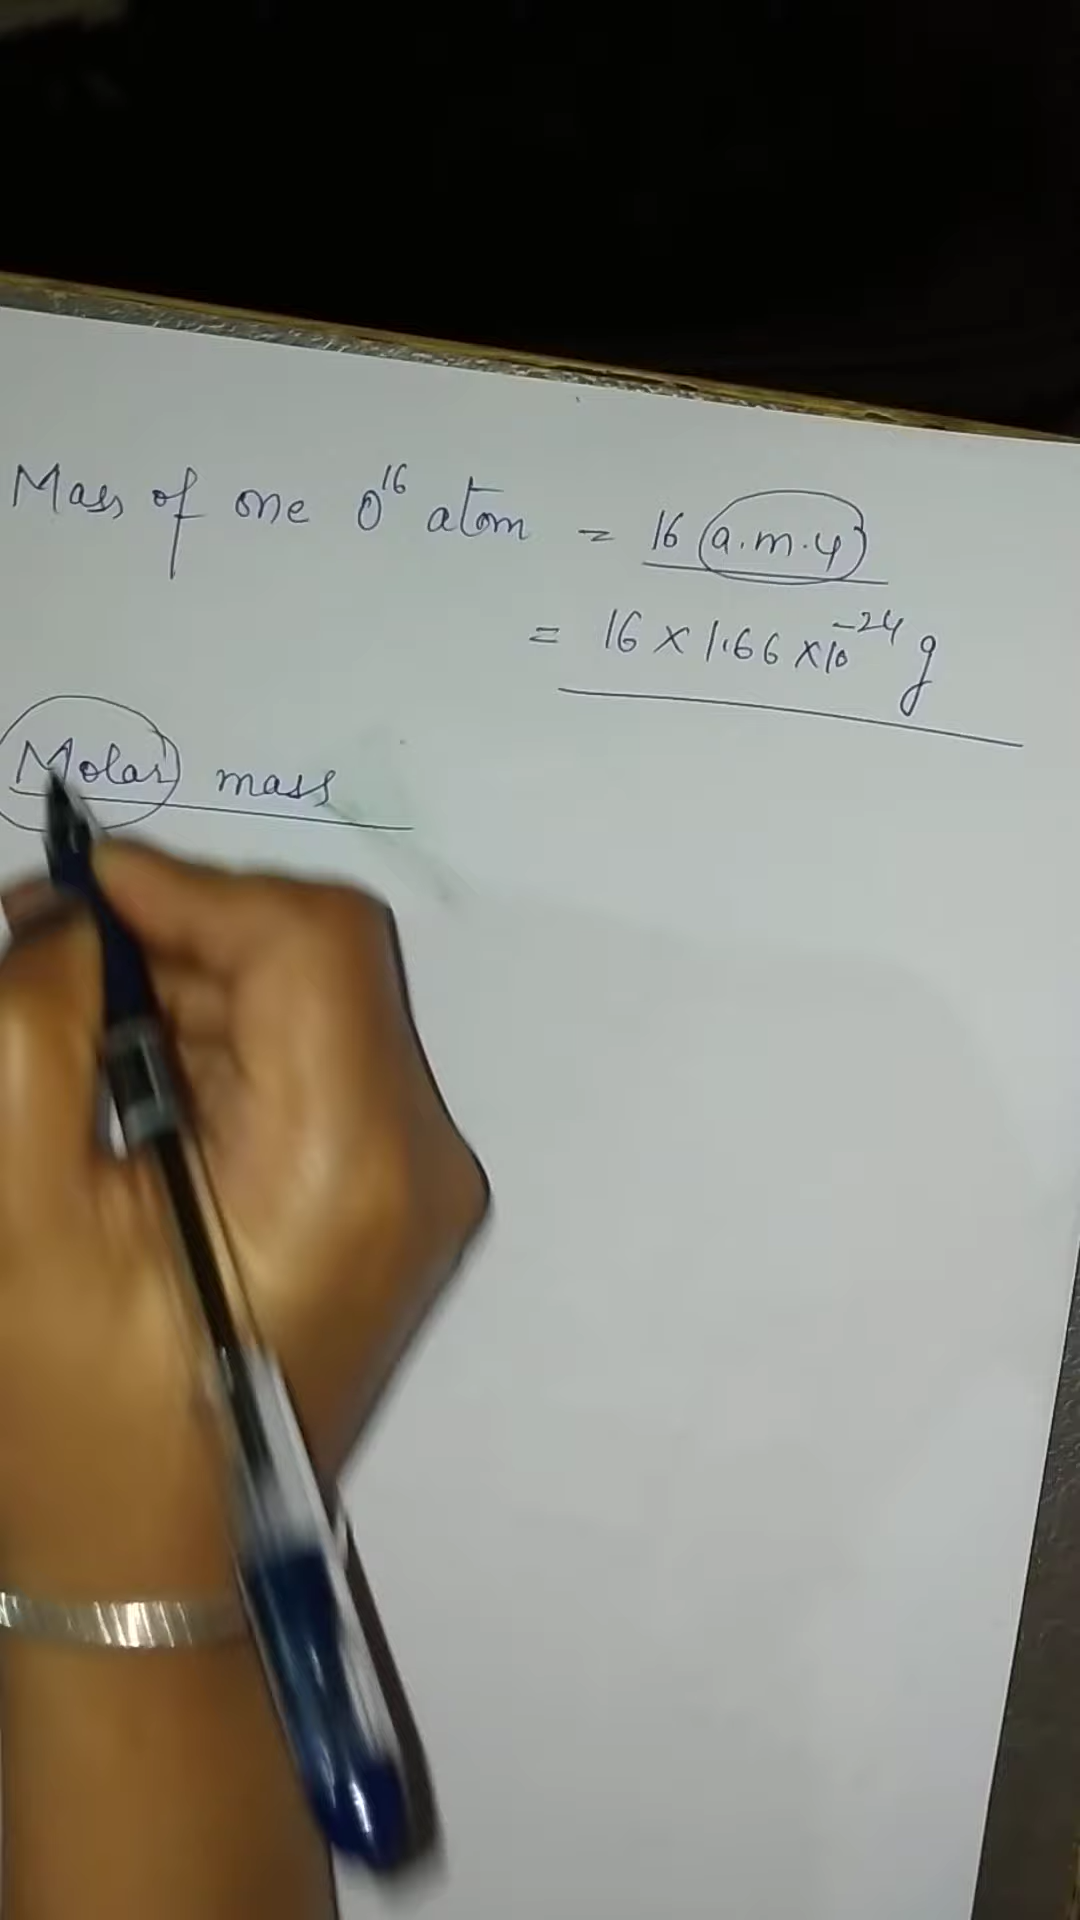 Mass of one O¹⁶ atom = 16 a.m.u
= 16 × 1.66 × 10⁻²⁴ g
Molar mass